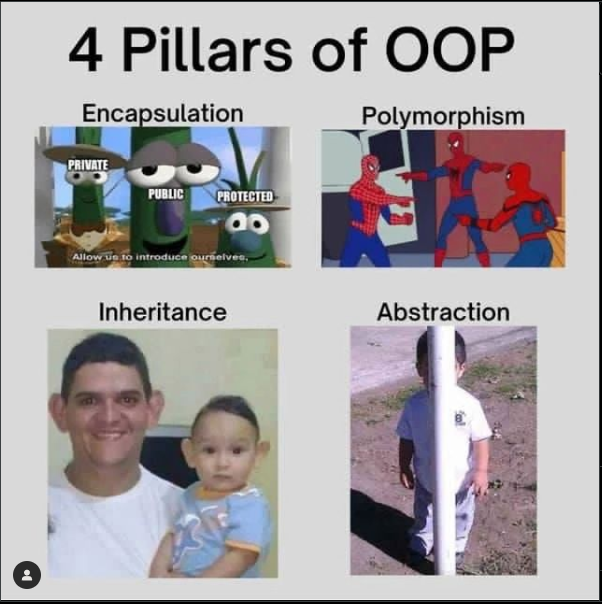 4 Pillars of OOP
Encapsulation
PRIVATE
PUBLIC
PROTECTED
Allow us to introduce ourselves,
Polymorphism
Inheritance
Abstraction
B